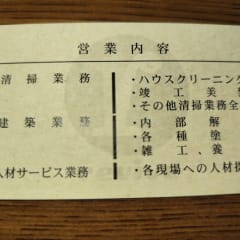 営業内容
清掃業務
・ハウスクリーニング
・竣工美
・その他清掃業務全
建築業務
・内部解
・各種塗
・雑工、養
人材サービス業務
・各現場への人材